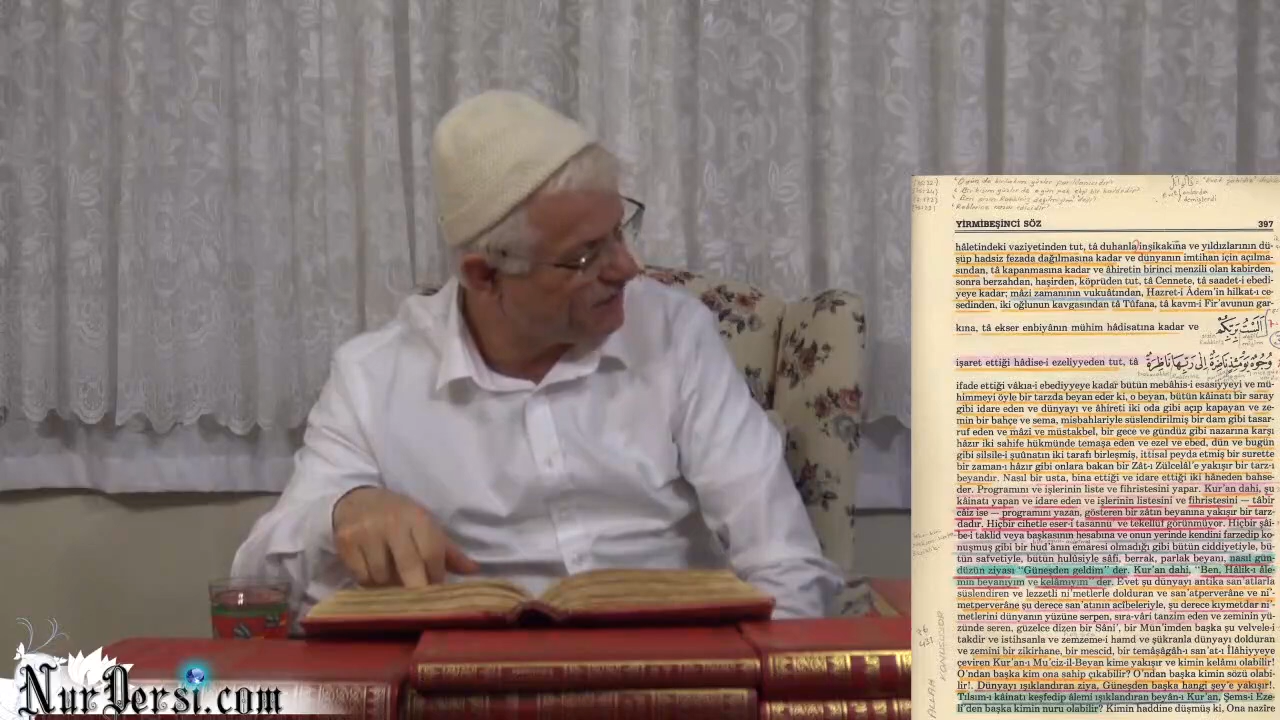 YİRMİBEŞİNCİ SÖZ 397
hâletindeki vaziyetinden tut, tâ duhanla inşikakına ve yıldızlarının dü-
şüp hadsiz fezada dağılmasına kadar ve dünyanın imtihan için açılma-
sından, tâ kapanmasına kadar ve âhiretin birinci menzili olan kabirden,
sonra berzahdan, haşirden, köprüden tut, tâ Cennete, tâ saadet-i ebedi-
yeye kadar; mâzi zamanının vukuâtından, Hazret-i Âdem'in hilkat-ı ce-
sedinden, iki oğlunun kavgasından tâ Tûfana, tâ kavm-i Fir'avunun gar-
kına, tâ ekser enbiyânın mühim hâdisatına kadar ve اَلَسْتُ بِرَبِّكُمْ
işaret ettiği hâdise-i ezeliyyeden tut, tâ وُجُوهٌ يَوْمَئِذٍ نَاضِرَةٌ اِلَى رَبِّهَا نَاظِرَةٌ
ifade ettiği vâkıa-i ebediyyeye kadar bütün mebâhis-i esasiyyeyi ve mü-
himmeyi öyle bir tarzda beyan eder ki, o beyan, bütün kâinatı bir saray
gibi idare eden ve dünyayı ve âhireti iki oda gibi açıp kapayan ve ze-
min bir bahçe ve sema, misbahlariyle süslendirilmiş bir dam gibi tasar-
ruf eden ve mâzi ve müstakbel, bir gece ve gündüz gibi nazarına karşı
hâzır iki sahife hükmünde temaşa eden ve ezel ve ebed, dün ve bugün
gibi silsile-i şuûnatın iki tarafı birleşmiş, ittisal peyda etmiş bir surette
bir zaman-ı hâzır gibi onlara bakan bir Zât-ı Zülcelâl'e yakışır bir tarz-ı
beyandır. Nasıl bir usta, bina ettiği ve idare ettiği iki hâneden bahse-
der. Programını ve işlerinin liste ve fihristesini yapar. Kur'an dahi, şu
kâinatı yapan ve idare eden ve işlerinin listesini ve fihristesini — tâbir
câiz ise — programını yazan, gösteren bir zâtın beyanına yakışır bir tarz-
dadır. Hiçbir cihetle eser-i tasannu' ve tekellüf görünmüyor. Hiçbir şâi-
be-i taklid veya başkasının hesabına ve onun yerinde kendini farzedip ko-
nuşmuş gibi bir hud'anın emaresi olmadığı gibi bütün ciddiyetiyle, bü-
tün safvetiyle, bütün hulûsiyle sâfi, berrak, parlak beyanı, nasıl gün-
düzün ziyası "Güneşden geldim" der. Kur'an dahi, "Ben, Hâlik-ı âle-
min beyanıyım ve kelâmıyım" der. Evet şu dünyayı antika san'atlarla
süslendiren ve lezzetli ni'metlerle dolduran ve san'atperverâne ve ni'-
metperverâne şu derece san'atının acîbeleriyle, şu derece kıymetdar ni'-
metlerini dünyanın yüzüne serpen, sıra-vâri tanzim eden ve zeminin yü-
zünde seren, güzelce dizen bir Sâni', bir Mün'imden başka şu velvele-i
takdir ve istihsanla ve zemzeme-i hamd ve şükranla dünyayı dolduran
ve zemini bir zikirhane, bir mescid, bir temâşâgâh-ı san'at-ı İlâhiyyeye
çeviren Kur'an-ı Mu'ciz-il-Beyan kime yakışır ve kimin kelâmı olabilir?
O'ndan başka kim ona sahip çıkabilir? O'ndan başka kimin sözü olabi-
lir!. Dünyayı ışıklandıran ziya, Güneşden başka hangi şey'e yakışır!.
Tılsım-ı kâinatı keşfedip âlemi ışıklandıran beyân-ı Kur'an, Şems-i Eze-
lî'den başka kimin nuru olabilir? Kimin haddine düşmüş ki, Ona nazire
NurDersi.com